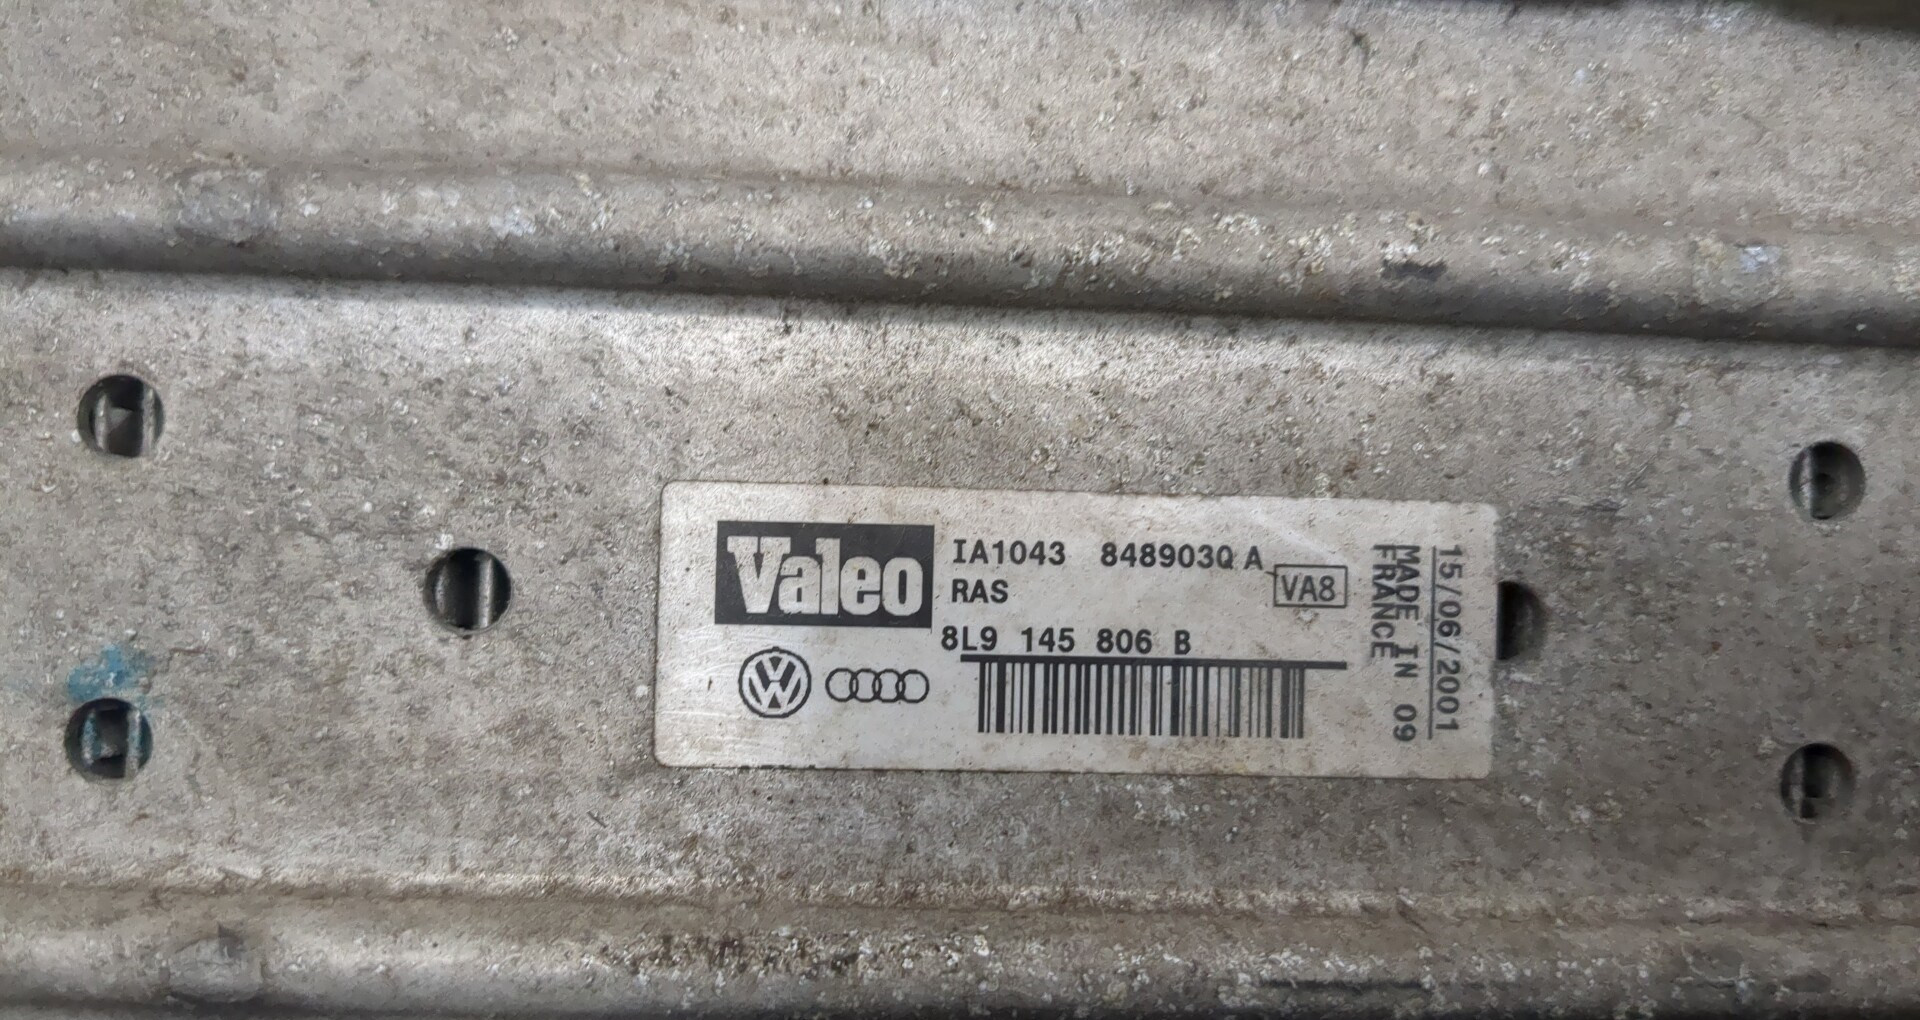 Valeo
IA1043 848903Q A
RAS
VA8
8L9 145 806 B
15/06/2001
MADE IN 09
FRANCE